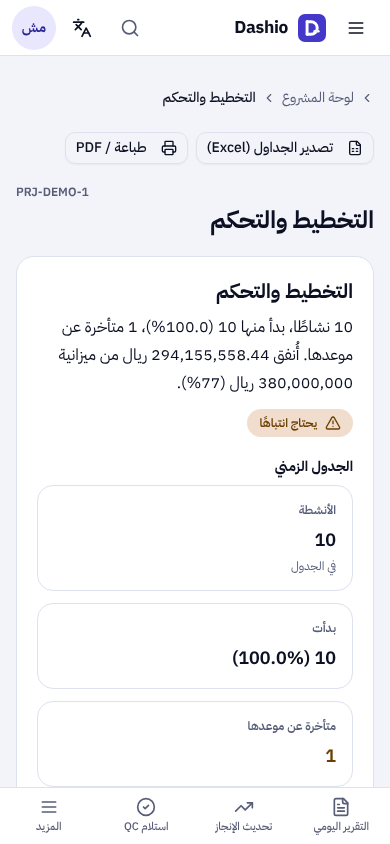 Dashio
مش
لوحة المشروع
التخطيط والتحكم
تصدير الجداول (Excel)
طباعة / PDF
PRJ-DEMO-1
التخطيط والتحكم
التخطيط والتحكم
10 نشاطًا، بدأ منها 10 (100.0%)، 1 متأخرة عن
موعدها. أُنفق 294,155,558.44 ريال من ميزانية
380,000,000 ريال (77%).
يحتاج انتباهًا
الجدول الزمني
الأنشطة
10
في الجدول
بدأت
10 (100.0%)
متأخرة عن موعدها
1
التقرير اليومي
تحديث الإنجاز
استلام QC
المزيد